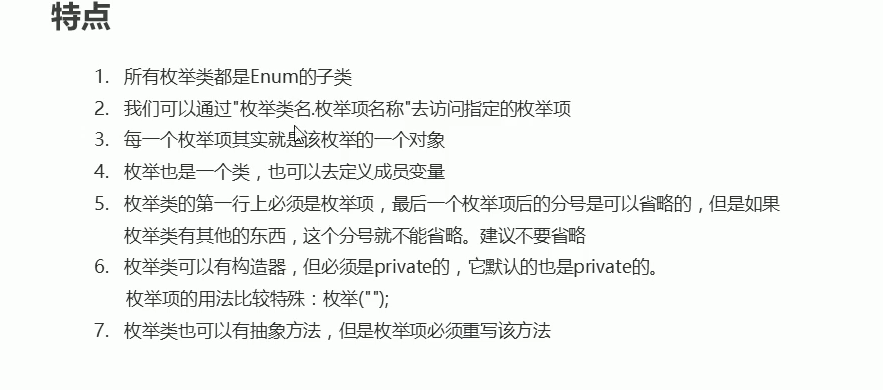 特点
1. 所有枚举类都是Enum的子类
2. 我们可以通过"枚举类名.枚举项名称"去访问指定的枚举项
3. 每一个枚举项其实就是该枚举的一个对象
4. 枚举也是一个类，也可以去定义成员变量
5. 枚举类的第一行上必须是枚举项，最后一个枚举项后的分号是可以省略的，但是如果
枚举类有其他的东西，这个分号就不能省略。建议不要省略
6. 枚举类可以有构造器，但必须是private的，它默认的也是private的。
枚举项的用法比较特殊：枚举("");
7. 枚举类也可以有抽象方法，但是枚举项必须重写该方法